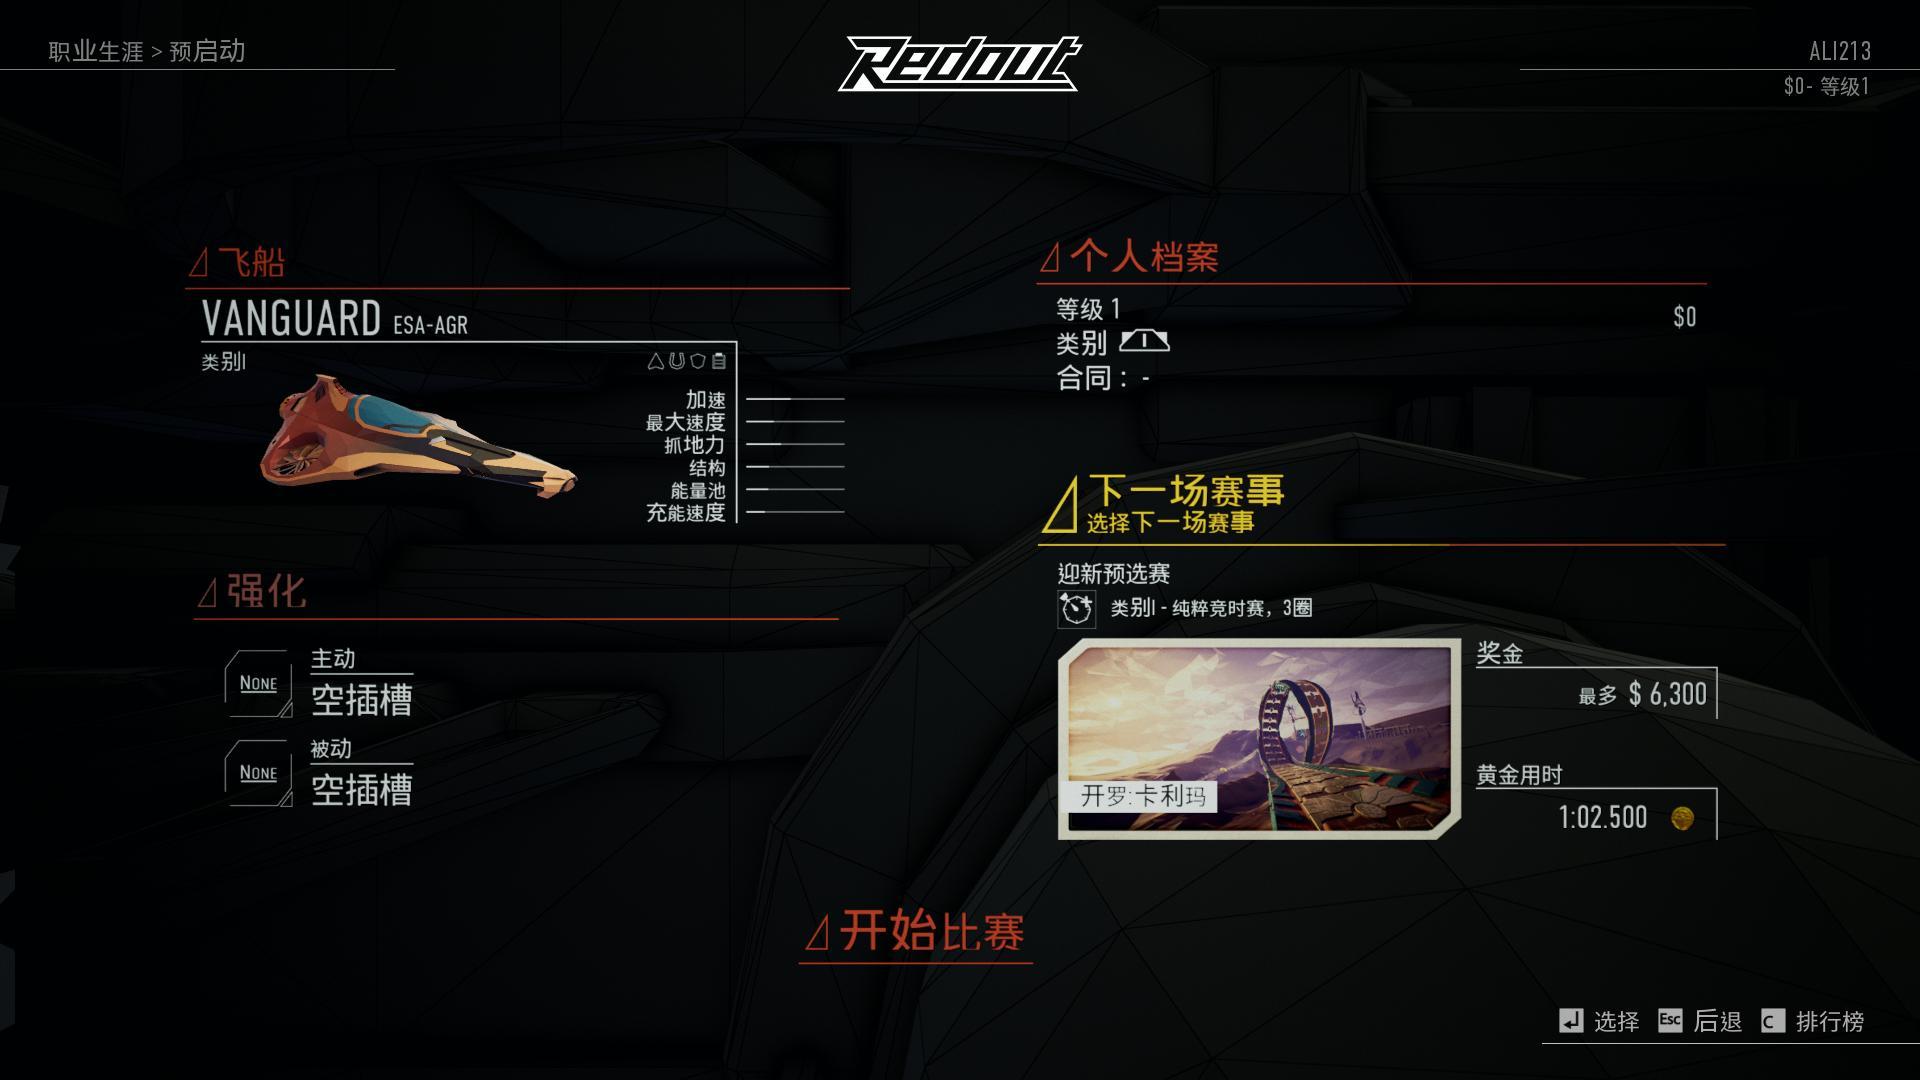 职业生涯 > 预启动
Redout
ALI213
$0- 等级1
飞船
VANGUARD ESA-AGR
类别I
加速
最大速度
抓地力
结构
能量池
充能速度
强化
NONE
主动
空插槽
NONE
被动
空插槽
个人档案
等级 1
$0
类别 I
合同: -
下一场赛事
选择下一场赛事
迎新预选赛
类别I - 纯粹竞时赛, 3圈
开罗:卡利玛
奖金
最多 $ 6,300
黄金用时
1:02.500
开始比赛
选择 Esc 后退 C 排行榜